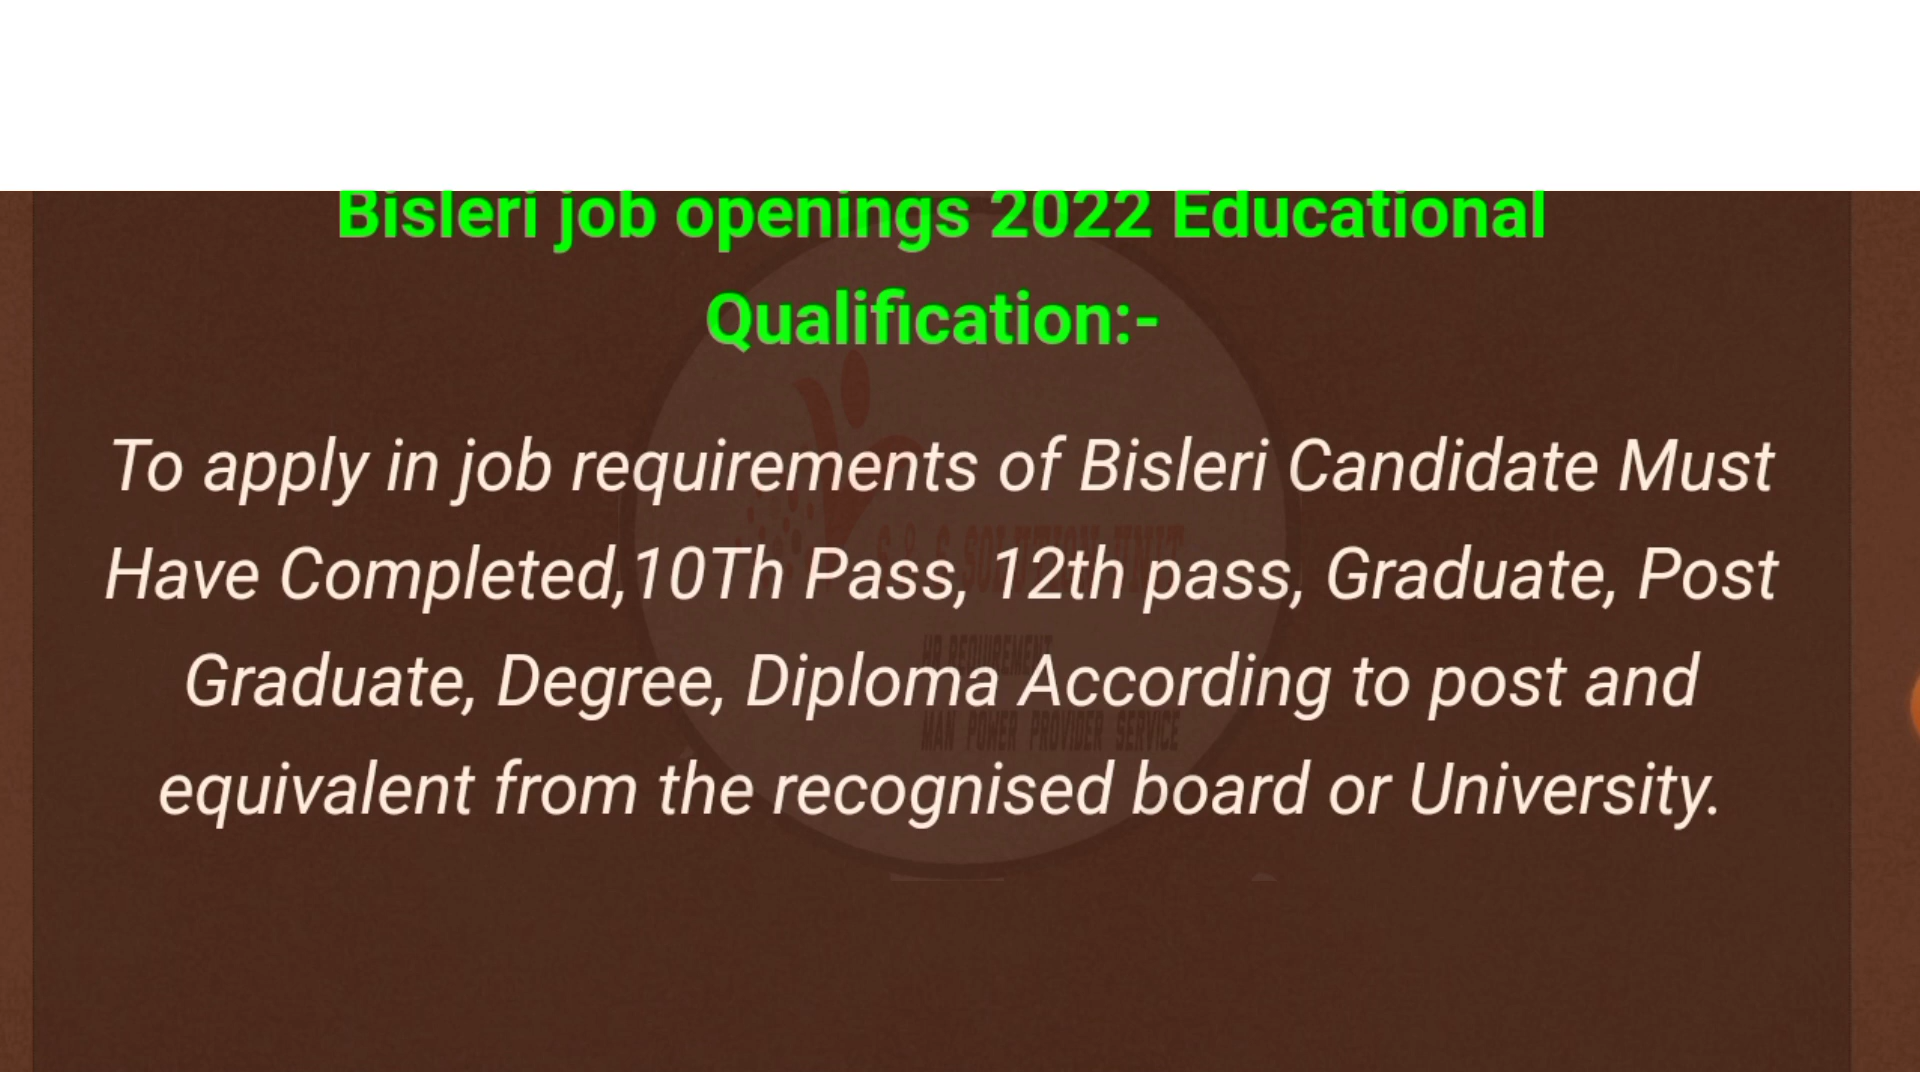 Bisleri job openings 2022 Educational
Qualification:-
To apply in job requirements of Bisleri Candidate Must
Have Completed,10Th Pass, 12th pass, Graduate, Post
Graduate, Degree, Diploma According to post and
equivalent from the recognised board or University.
S & S SOLUTION UNIT
HR REQUIREMENT
MAN POWER PROVIDER SERVICE